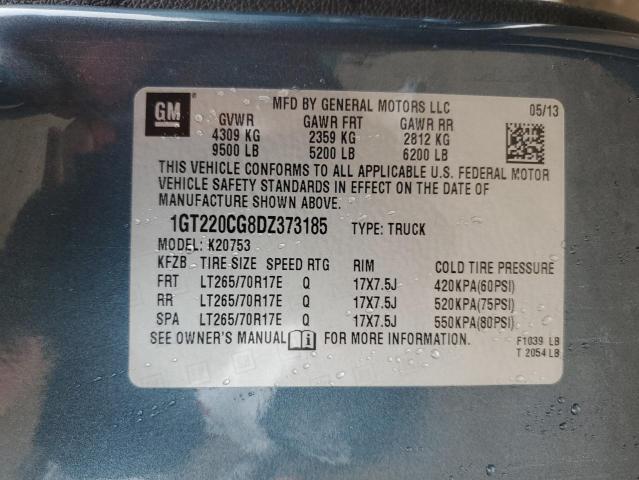 GM
MFD BY GENERAL MOTORS LLC 05/13
GVWR GAWR FRT GAWR RR
4309 KG 2359 KG 2812 KG
9500 LB 5200 LB 6200 LB
THIS VEHICLE CONFORMS TO ALL APPLICABLE U.S. FEDERAL MOTOR
VEHICLE SAFETY STANDARDS IN EFFECT ON THE DATE OF
MANUFACTURE SHOWN ABOVE.
1GT220CG8DZ373185 TYPE: TRUCK
MODEL: K20753
KFZB TIRE SIZE SPEED RTG RIM COLD TIRE PRESSURE
FRT LT265/70R17E Q 17X7.5J 420KPA(60PSI)
RR LT265/70R17E Q 17X7.5J 520KPA(75PSI)
SPA LT265/70R17E Q 17X7.5J 550KPA(80PSI)
SEE OWNER'S MANUAL FOR MORE INFORMATION.
F1039 LB
T 2054 LB